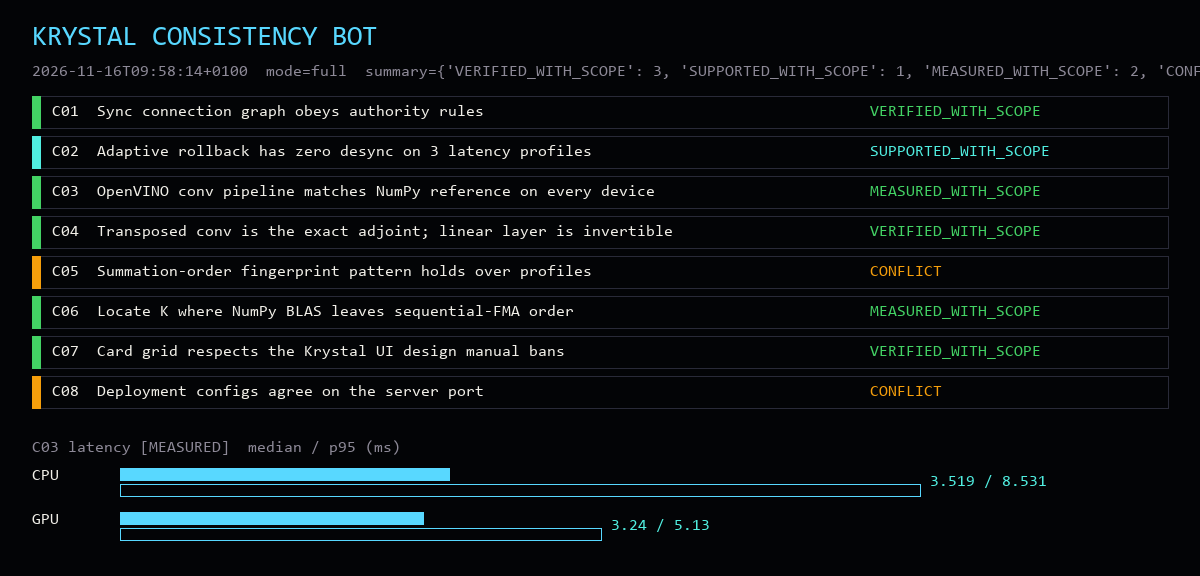 KRYSTAL CONSISTENCY BOT
2026-11-16T09:58:14+0100 mode=full summary={'VERIFIED_WITH_SCOPE': 3, 'SUPPORTED_WITH_SCOPE': 1, 'MEASURED_WITH_SCOPE': 2, 'CONF
C01 Sync connection graph obeys authority rules VERIFIED_WITH_SCOPE
C02 Adaptive rollback has zero desync on 3 latency profiles SUPPORTED_WITH_SCOPE
C03 OpenVINO conv pipeline matches NumPy reference on every device MEASURED_WITH_SCOPE
C04 Transposed conv is the exact adjoint; linear layer is invertible VERIFIED_WITH_SCOPE
C05 Summation-order fingerprint pattern holds over profiles CONFLICT
C06 Locate K where NumPy BLAS leaves sequential-FMA order MEASURED_WITH_SCOPE
C07 Card grid respects the Krystal UI design manual bans VERIFIED_WITH_SCOPE
C08 Deployment configs agree on the server port CONFLICT
C03 latency [MEASURED] median / p95 (ms)
CPU 3.519 / 8.531
GPU 3.24 / 5.13